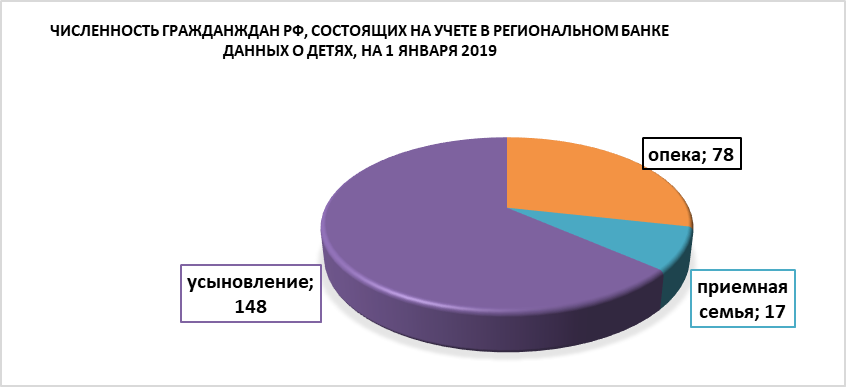 ЧИСЛЕННОСТЬ ГРАЖДАНЖДАН РФ, СОСТОЯЩИХ НА УЧЕТЕ В РЕГИОНАЛЬНОМ БАНКЕ
ДАННЫХ О ДЕТЯХ, НА 1 ЯНВАРЯ 2019
опека; 78
усыновление;
148
приемная
семья; 17